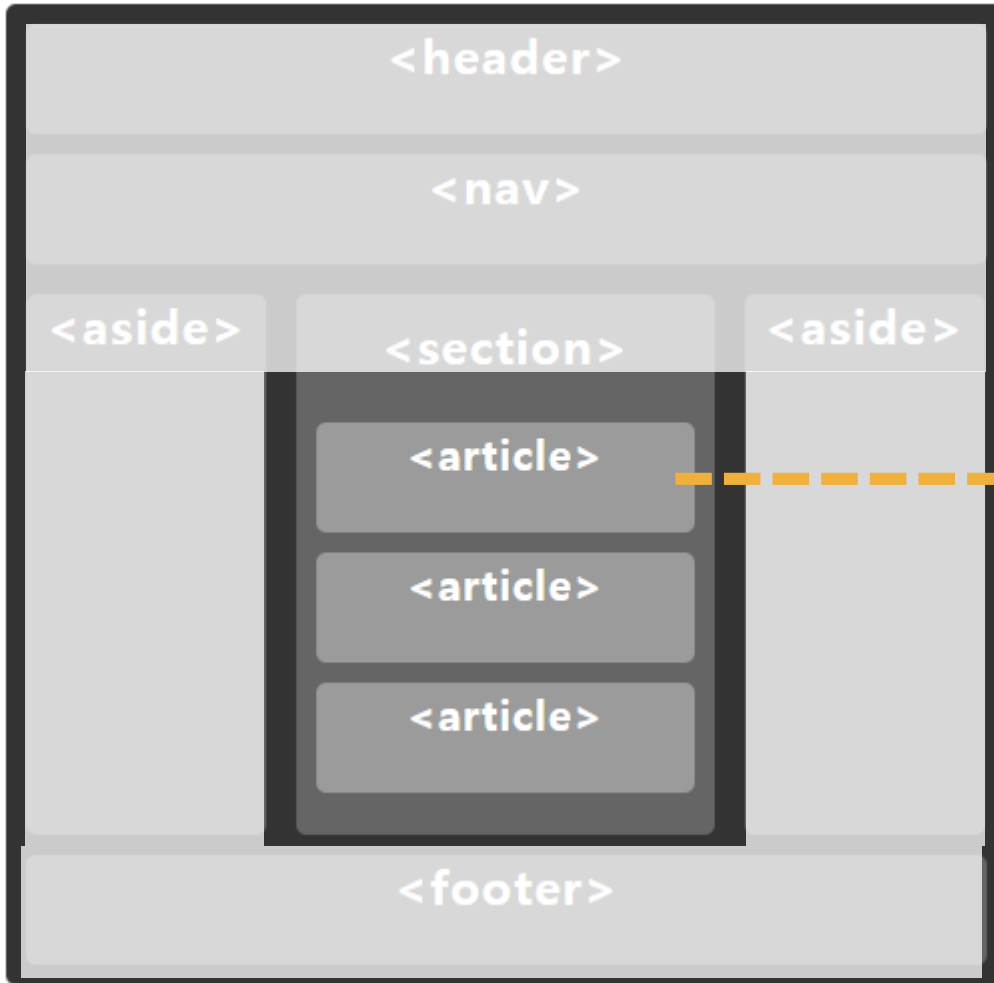 <header>
<nav>
<aside>
<section>
<aside>
<article>
<article>
<article>
<footer>